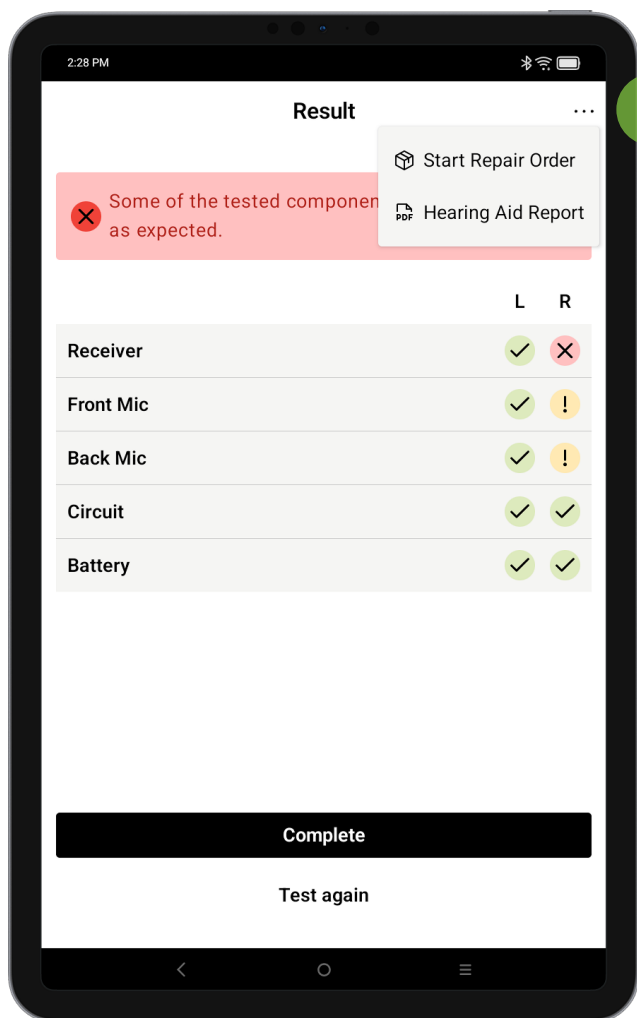 2:28 PM
Result
Start Repair Order
PDF Hearing Aid Report
Some of the tested
as expected.
L R
Receiver
Front Mic
Back Mic
Circuit
Battery
Complete
Test again